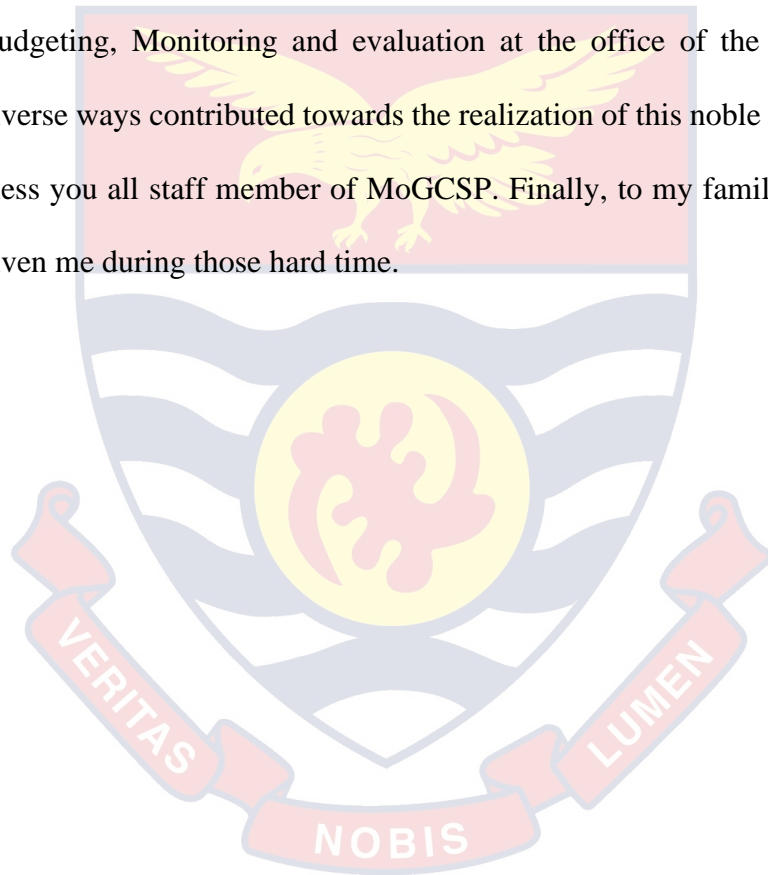 udgeting, Monitoring and evaluation at the office of the
verse ways contributed towards the realization of this noble
ess you all staff member of MoGCSP. Finally, to my famil
ven me during those hard time.
VERITAS
NOBIS
LUMEN